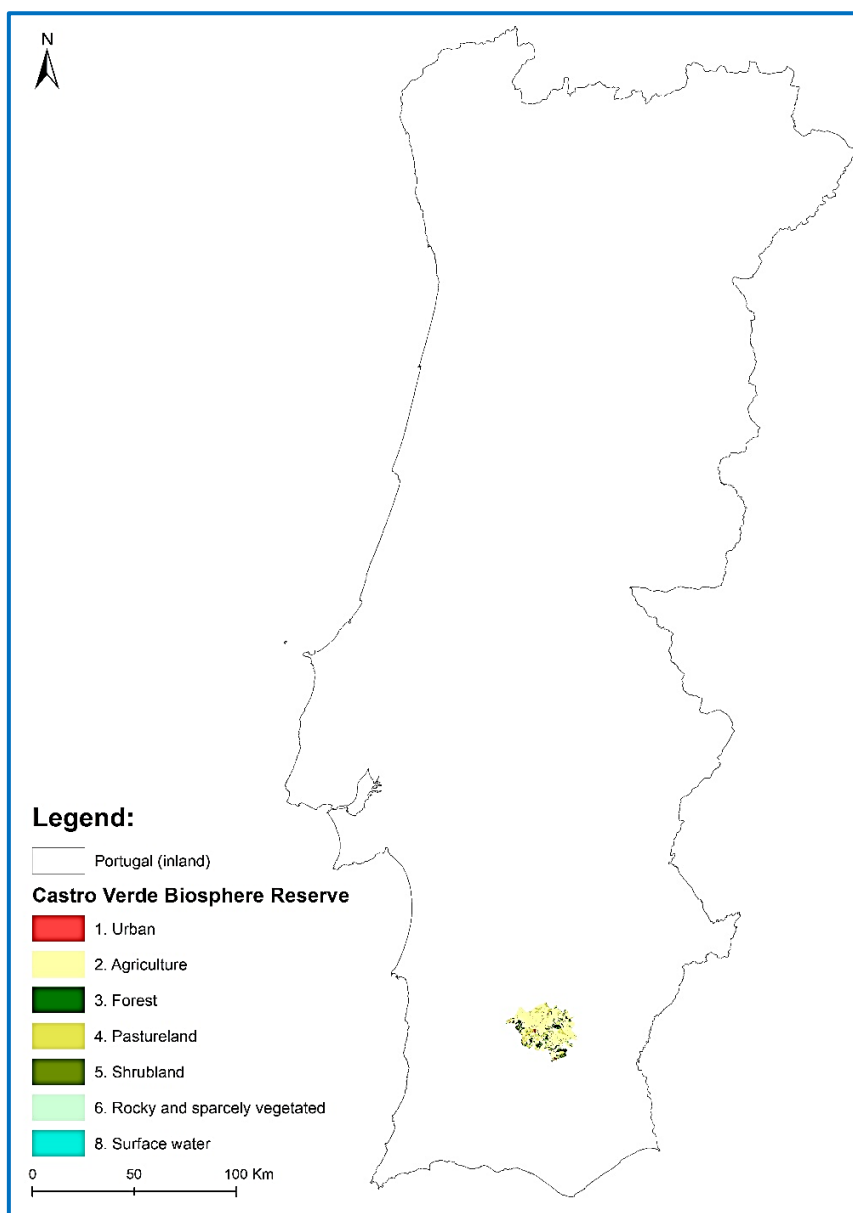 N
Legend:
Portugal (inland)
Castro Verde Biosphere Reserve
1. Urban
2. Agriculture
3. Forest
4. Pastureland
5. Shrubland
6. Rocky and sparcely vegetated
8. Surface water
0 50 100 Km